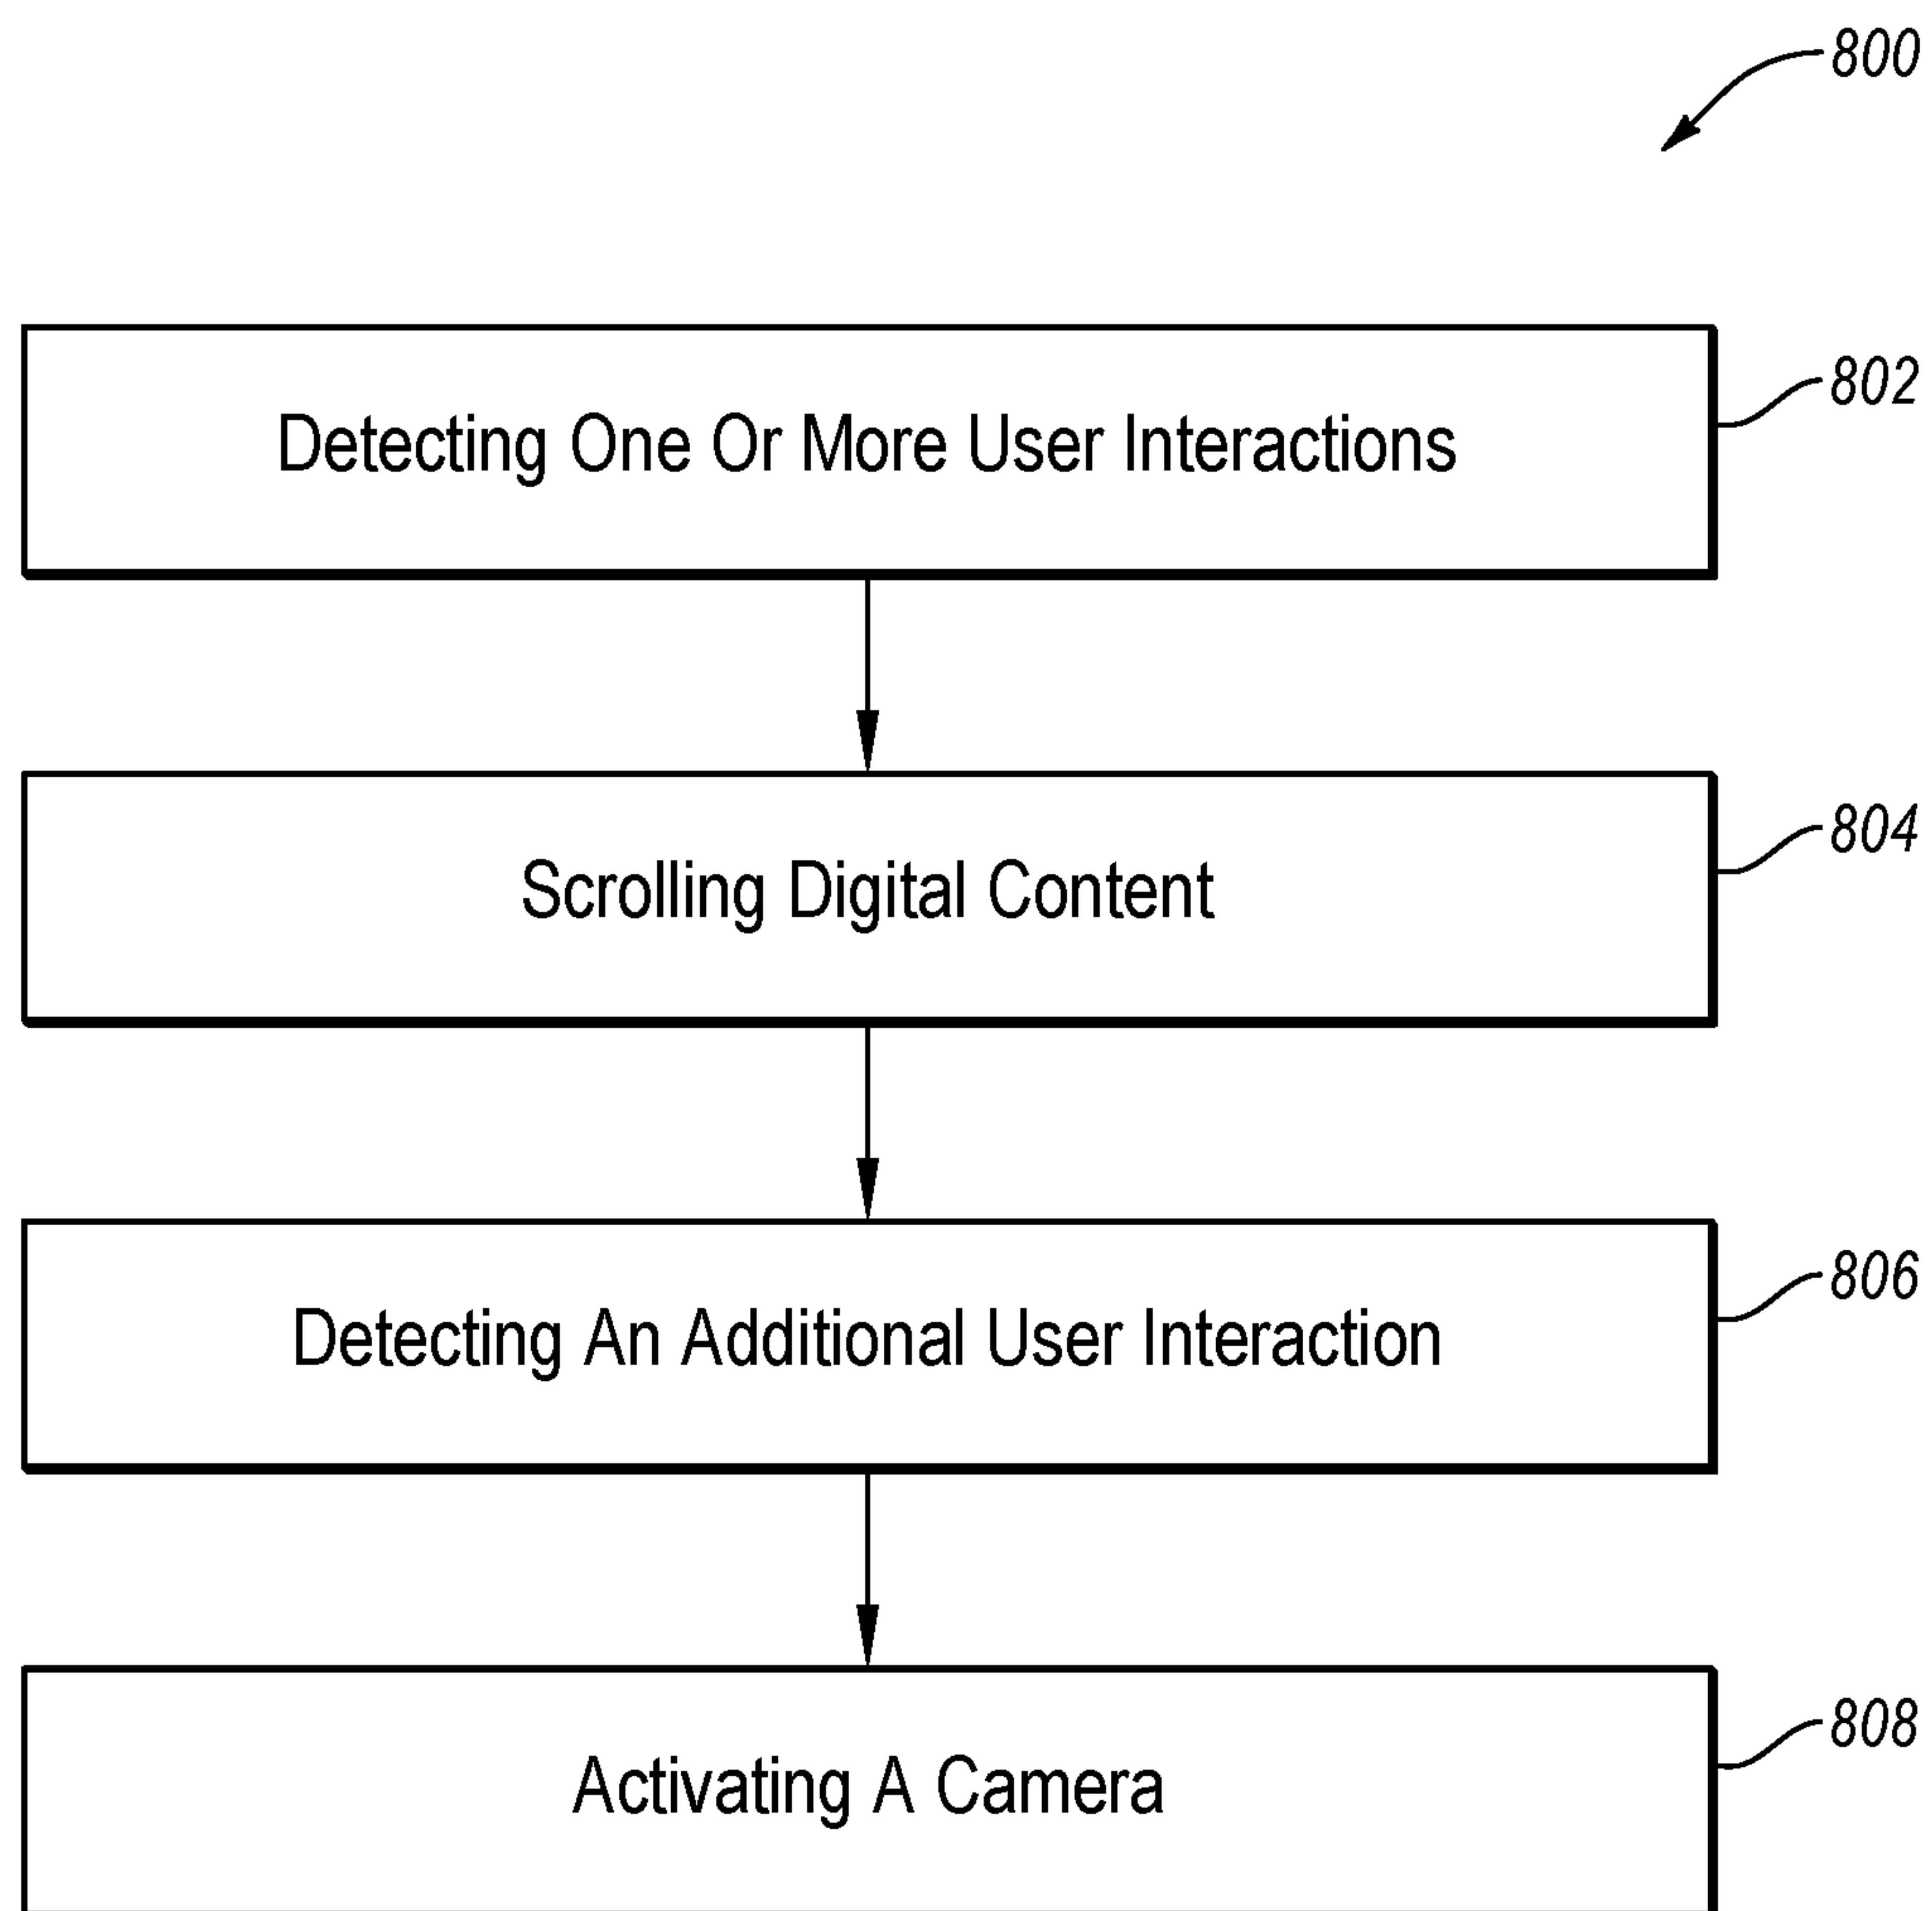 800
Detecting One Or More User Interactions
802
Scrolling Digital Content
804
Detecting An Additional User Interaction
806
Activating A Camera
808